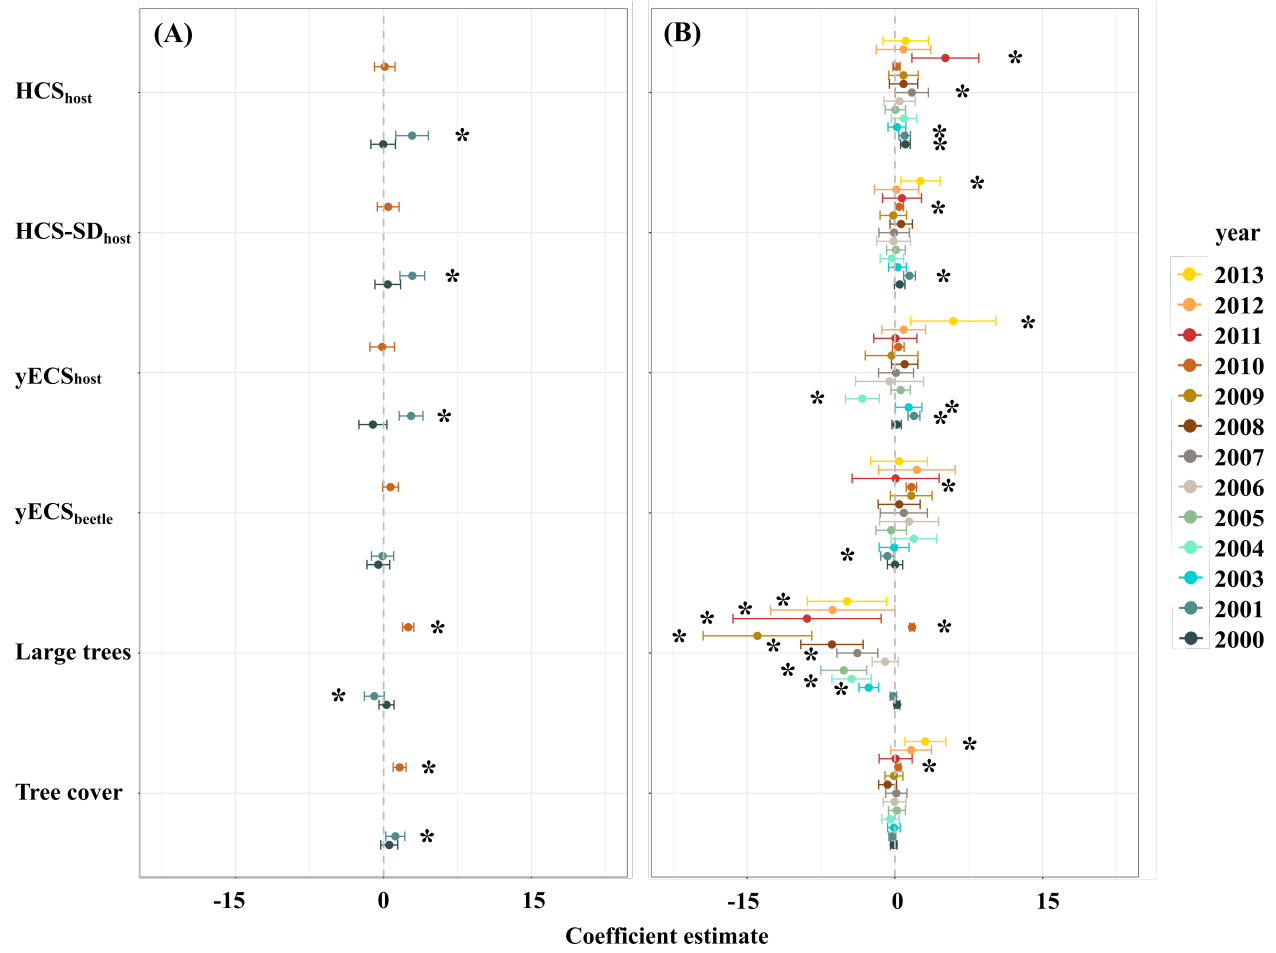 (A)
(B)
HCShost
HCS-SDhost
yECShost
yECSbeetle
Large trees
Tree cover
* * * * * * * *
* * * * * * * * * * * * * * * * * * * * * * * *
-15 0 15
-15 0 15
Coefficient estimate
year
2013
2012
2011
2010
2009
2008
2007
2006
2005
2004
2003
2001
2000